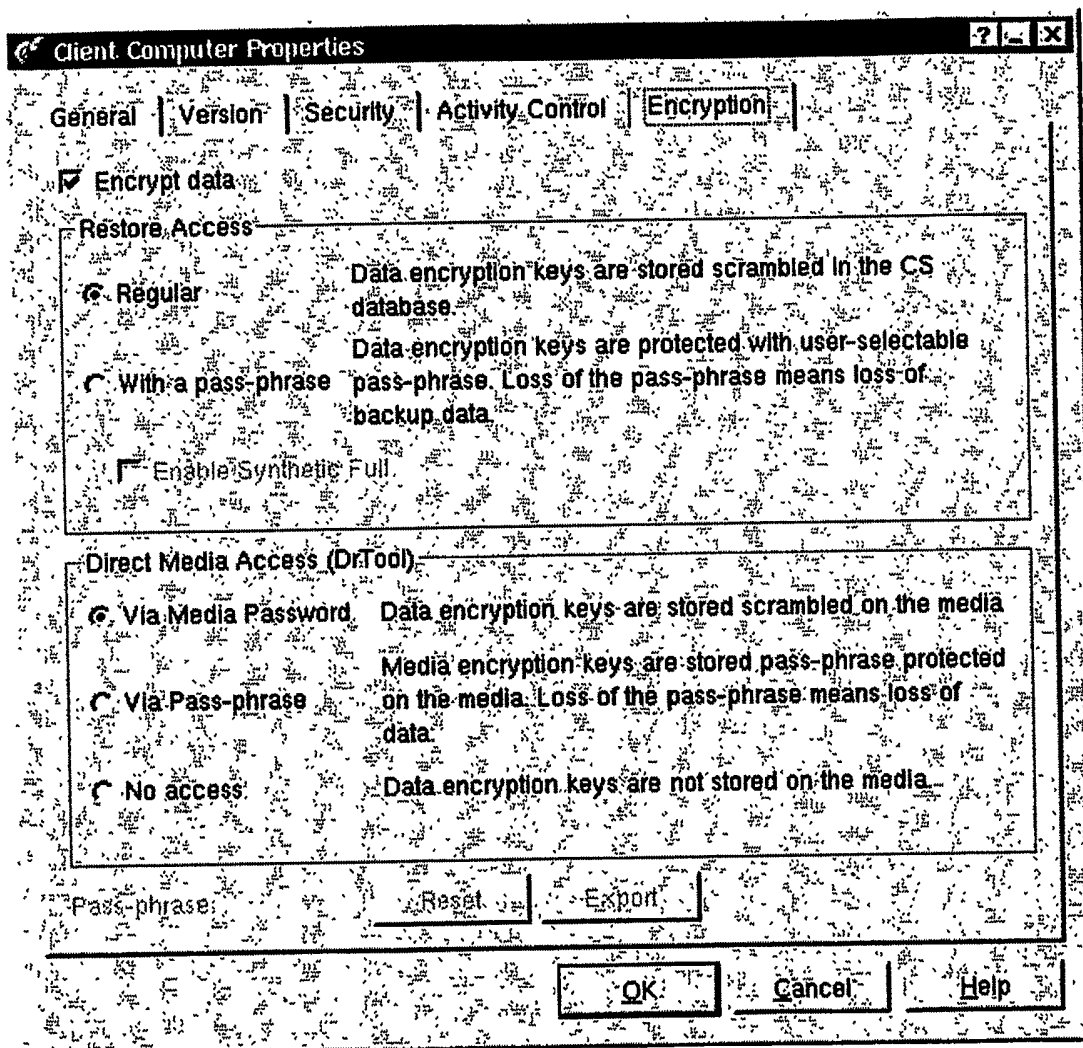 Client Computer Properties
General Version Security Activity Control Encryption
Encrypt data
Restore Access
Regular
Data encryption keys are stored scrambled in the CS
database.
With a pass-phrase
Data encryption keys are protected with user-selectable
pass-phrase. Loss of the pass-phrase means loss of
backup data.
Enable Synthetic Full
Direct Media Access (DrTool)
Via Media Password Data encryption keys are stored scrambled on the media
Via Pass-phrase
Media encryption keys are stored pass-phrase protected
on the media. Loss of the pass-phrase means loss of
data.
No access. Data encryption keys are not stored on the media.
Pass-phrase: Reset Export
OK Cancel Help